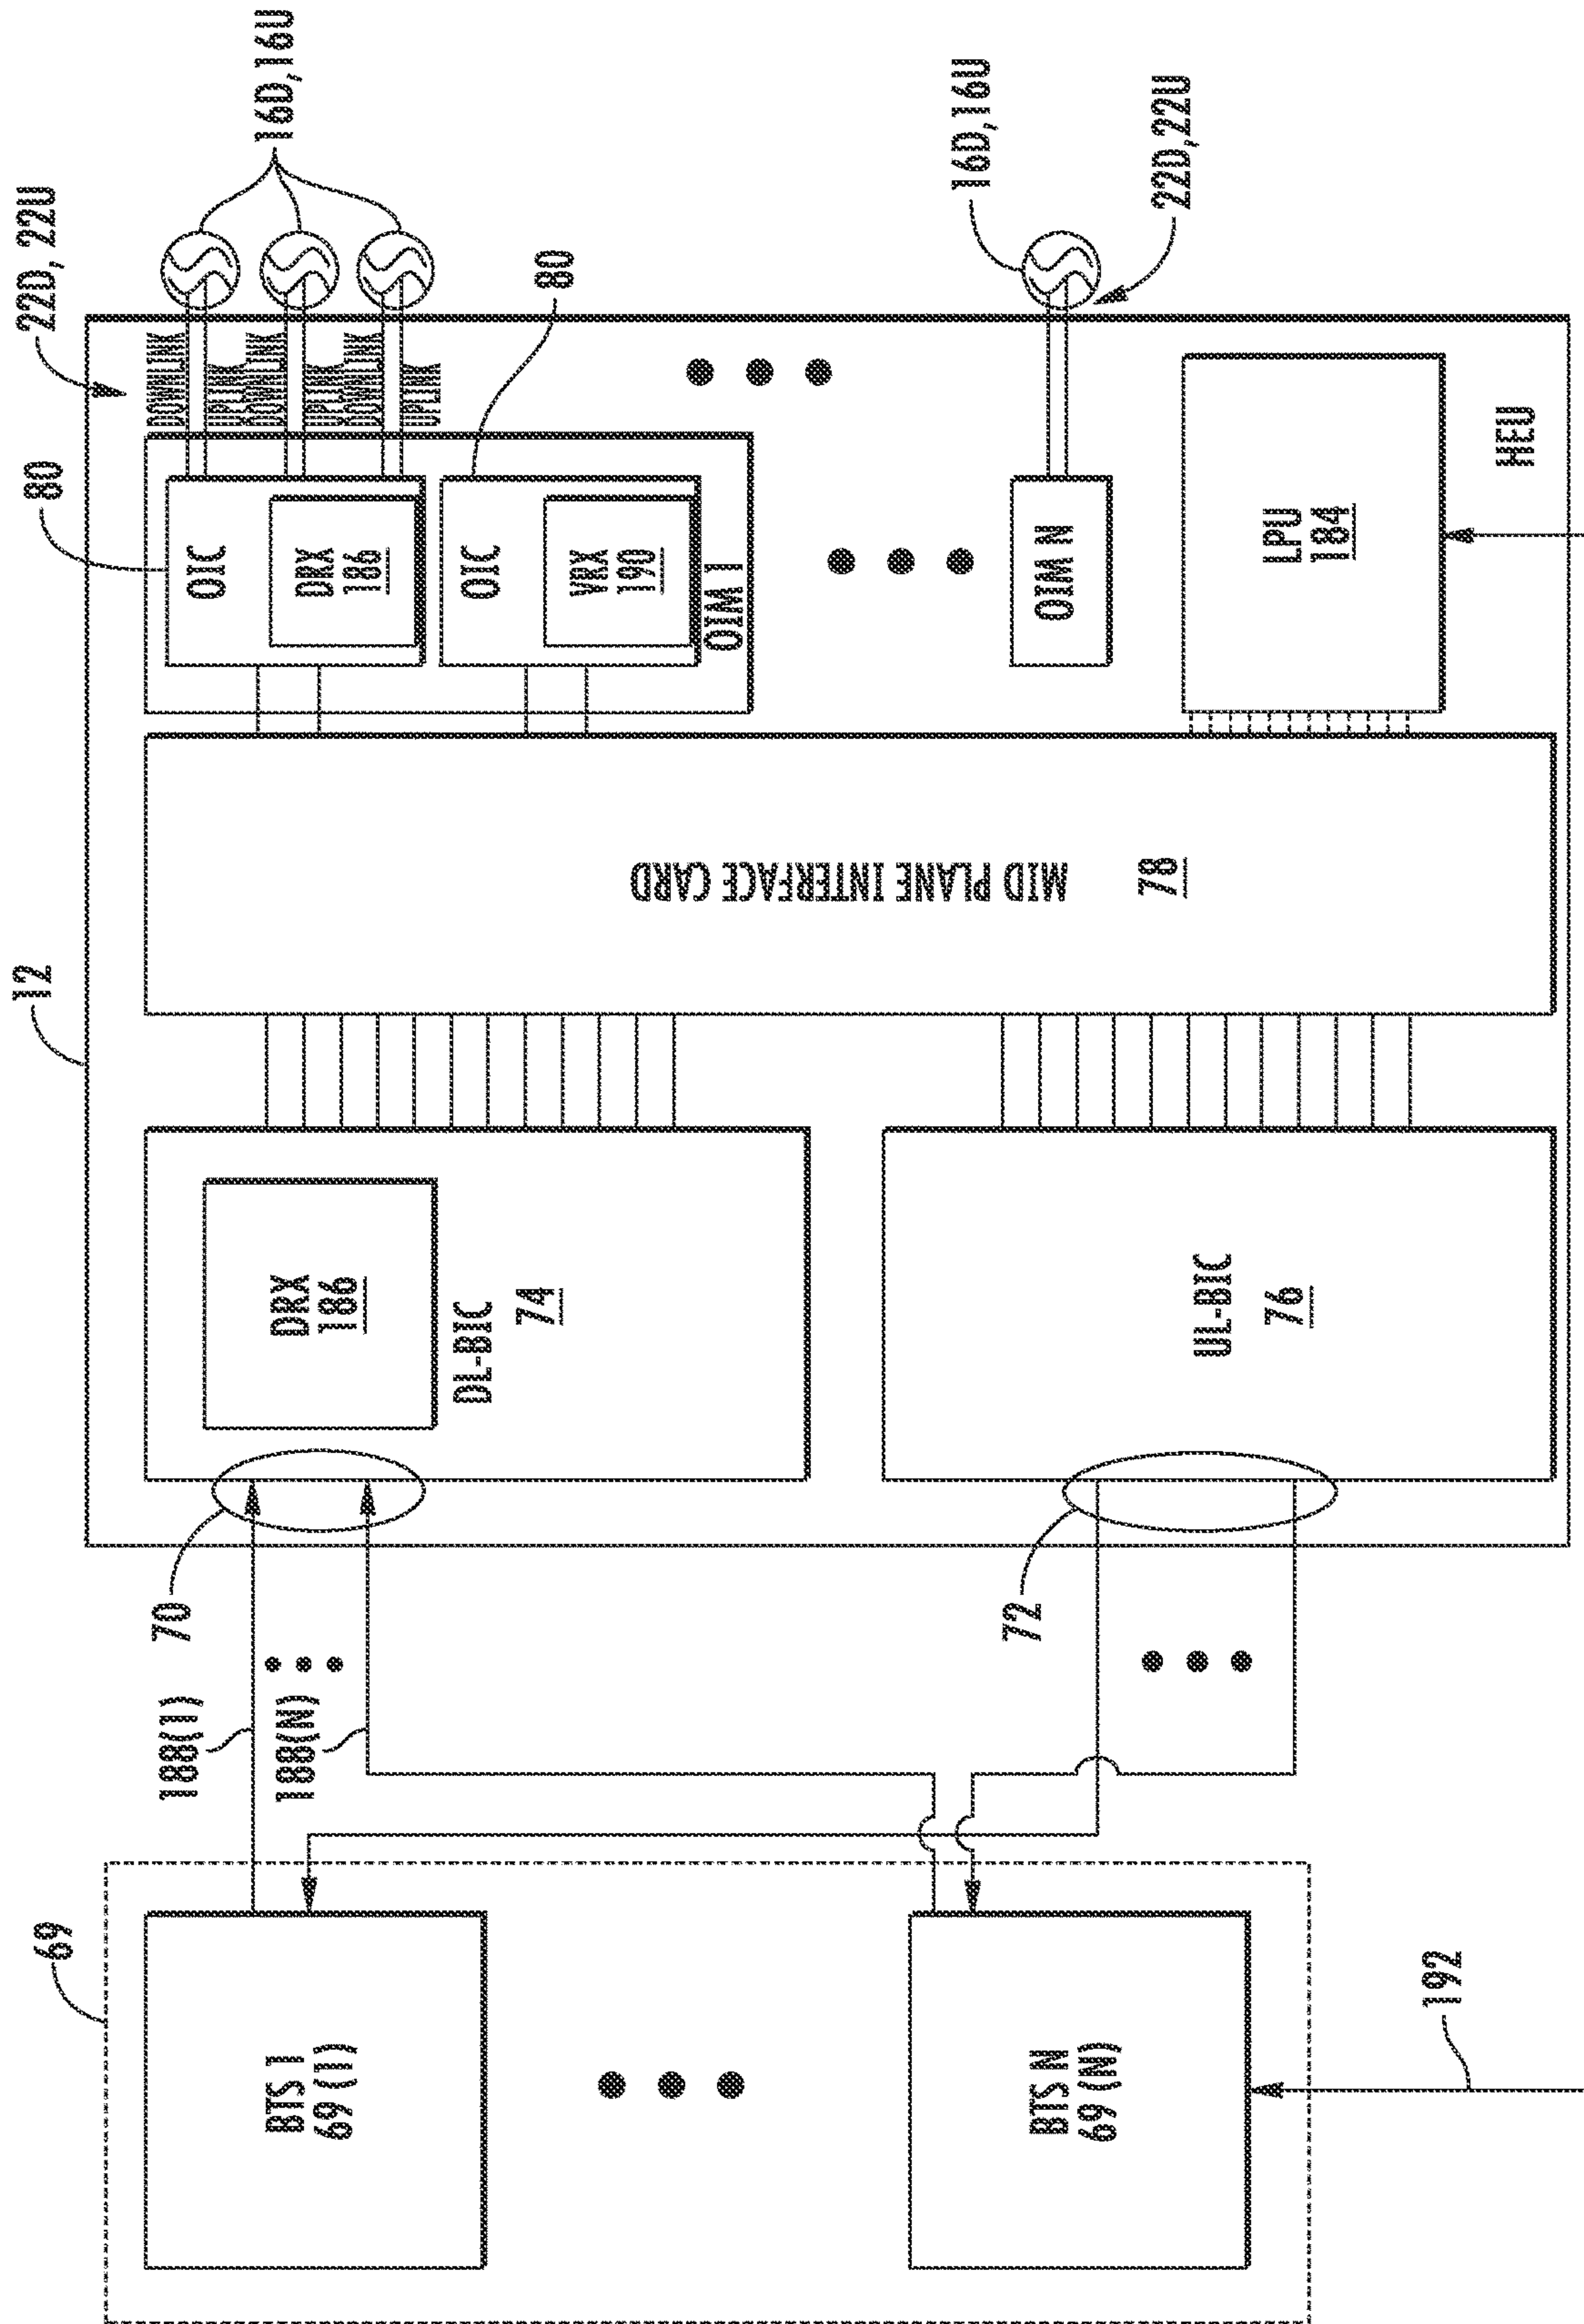 69
12
80
22D, 22U
BTS 1
69 (1)
188(1)
188(N)
70
DRX
186
DL-BIC
74
OIC
DRX
186
DOWNLINK
UPLINK
DOWNLINK
UPLINK
DOWNLINK
UPLINK
16D,16U
OIC
VRX
190
OIM 1
80
MID PLANE INTERFACE CARD
78
BTS N
69 (N)
72
UL-BIC
76
OIM N
16D,16U
22D,22U
LPU
184
HEU
192